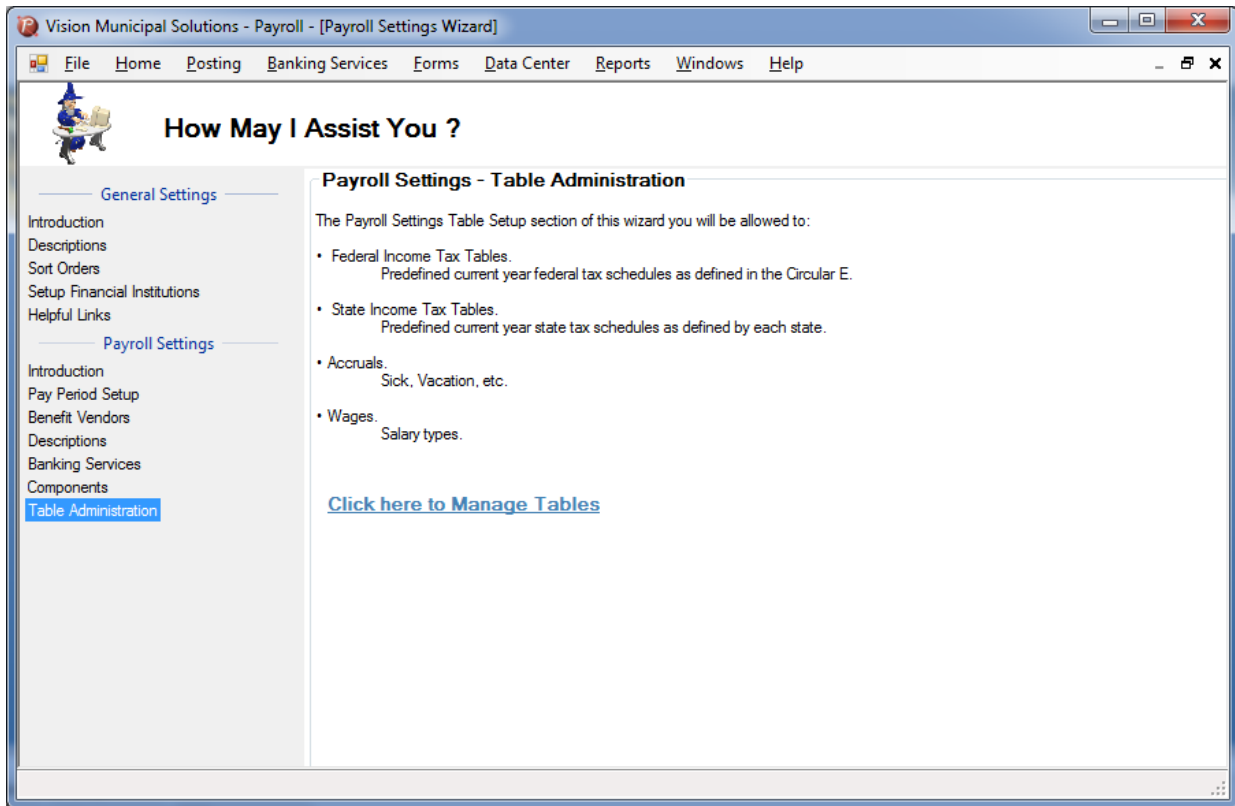 Vision Municipal Solutions - Payroll - [Payroll Settings Wizard]
File Home Posting Banking Services Forms Data Center Reports Windows Help
How May I Assist You ?
General Settings
Introduction
Descriptions
Sort Orders
Setup Financial Institutions
Helpful Links
Payroll Settings
Introduction
Pay Period Setup
Benefit Vendors
Descriptions
Banking Services
Components
Table Administration
Payroll Settings - Table Administration
The Payroll Settings Table Setup section of this wizard you will be allowed to:
• Federal Income Tax Tables.
Predefined current year federal tax schedules as defined in the Circular E.
• State Income Tax Tables.
Predefined current year state tax schedules as defined by each state.
• Accruals.
Sick, Vacation, etc.
• Wages.
Salary types.
Click here to Manage Tables